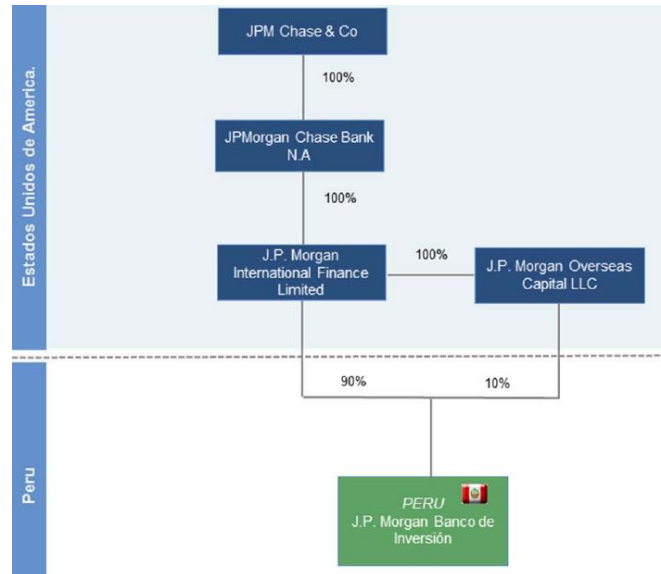 Estados Unidos de America.
JPM Chase & Co
100%
JPMorgan Chase Bank
N.A
100%
J.P. Morgan
International Finance
Limited
100%
J.P. Morgan Overseas
Capital LLC
90%
10%
Peru
PERU
J.P. Morgan Banco de
Inversión